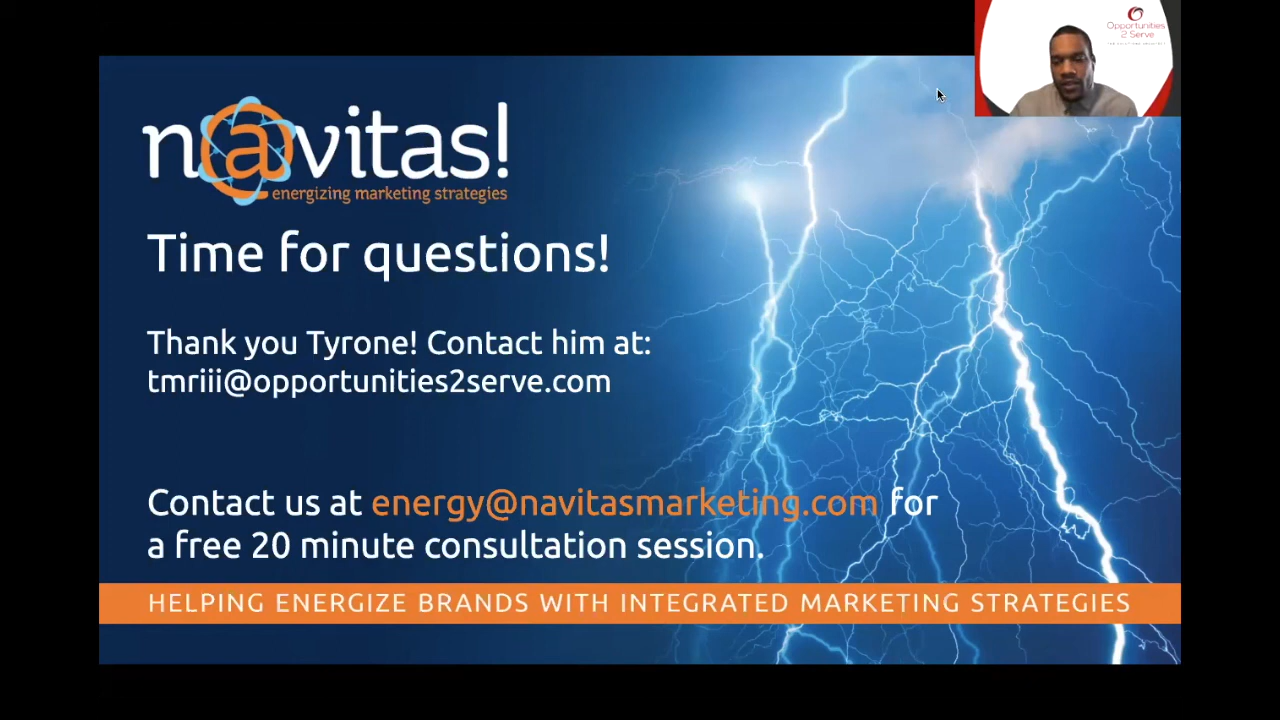 Opportunities
2 Serve
navitas!
energizing marketing strategies
Time for questions!
Thank you Tyrone! Contact him at:
tmriii@opportunities2serve.com
Contact us at energy@navitasmarketing.com for
a free 20 minute consultation session.
HELPING ENERGIZE BRANDS WITH INTEGRATED MARKETING STRATEGIES